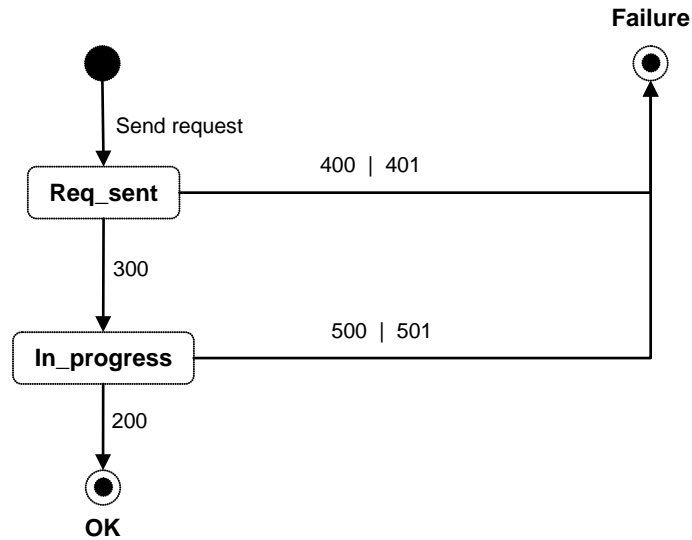 Failure
Send request
400 | 401
Req_sent
300
500 | 501
In_progress
200
OK